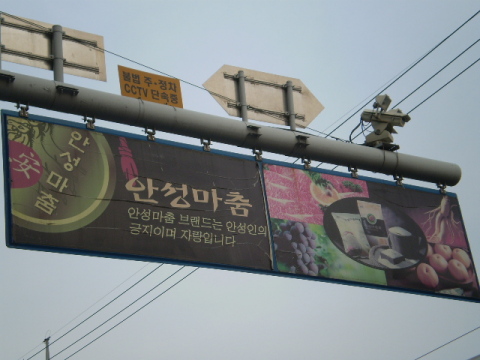 불법 주·정차
CCTV 단속중
安
안성마춤
안성마춤
안성마춤 브랜드는 안성인의
긍지이며 자랑입니다